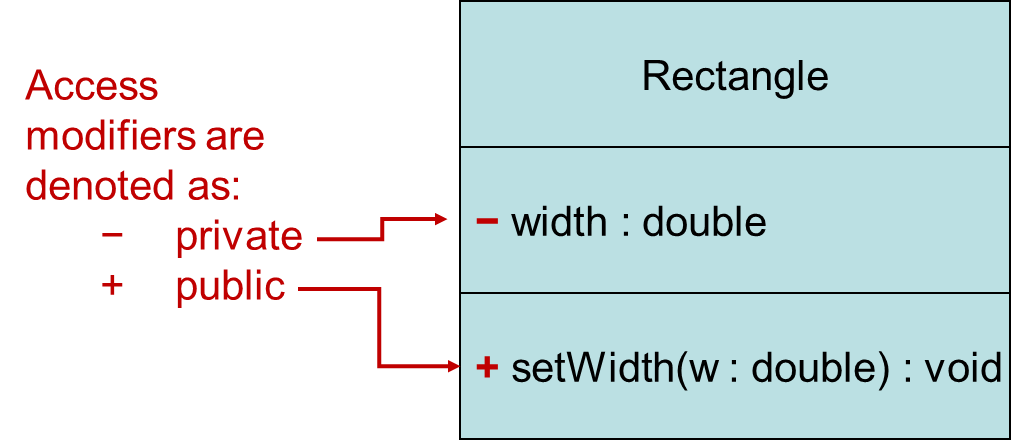 Access
modifiers are
denoted as:
− private
+ public
Rectangle
− width : double
+ setWidth(w : double) : void